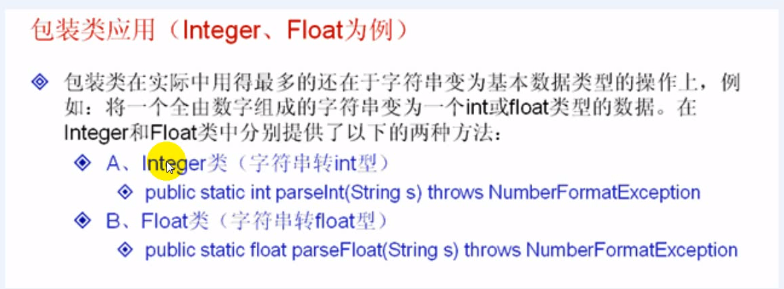 包装类应用（Integer、Float为例）
包装类在实际中用得最多的还在于字符串变为基本数据类型的操作上，例
如：将一个全由数字组成的字符串变为一个int或float类型的数据。在
Integer和Float类中分别提供了以下的两种方法：
A、Integer类（字符串转int型）
public static int parseInt(String s) throws NumberFormatException
B、Float类（字符串转float型）
public static float parseFloat(String s) throws NumberFormatException